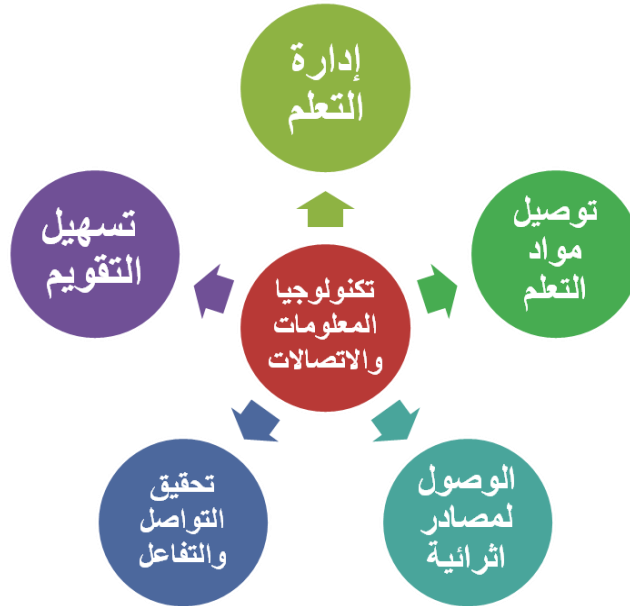 إدارة
التعلم
توصيل
مواد
التعلم
الوصول
لمصادر
اثرائية
تحقيق
التواصل
والتفاعل
تسهيل
التقويم
تكنولوجيا
المعلومات
والاتصالات